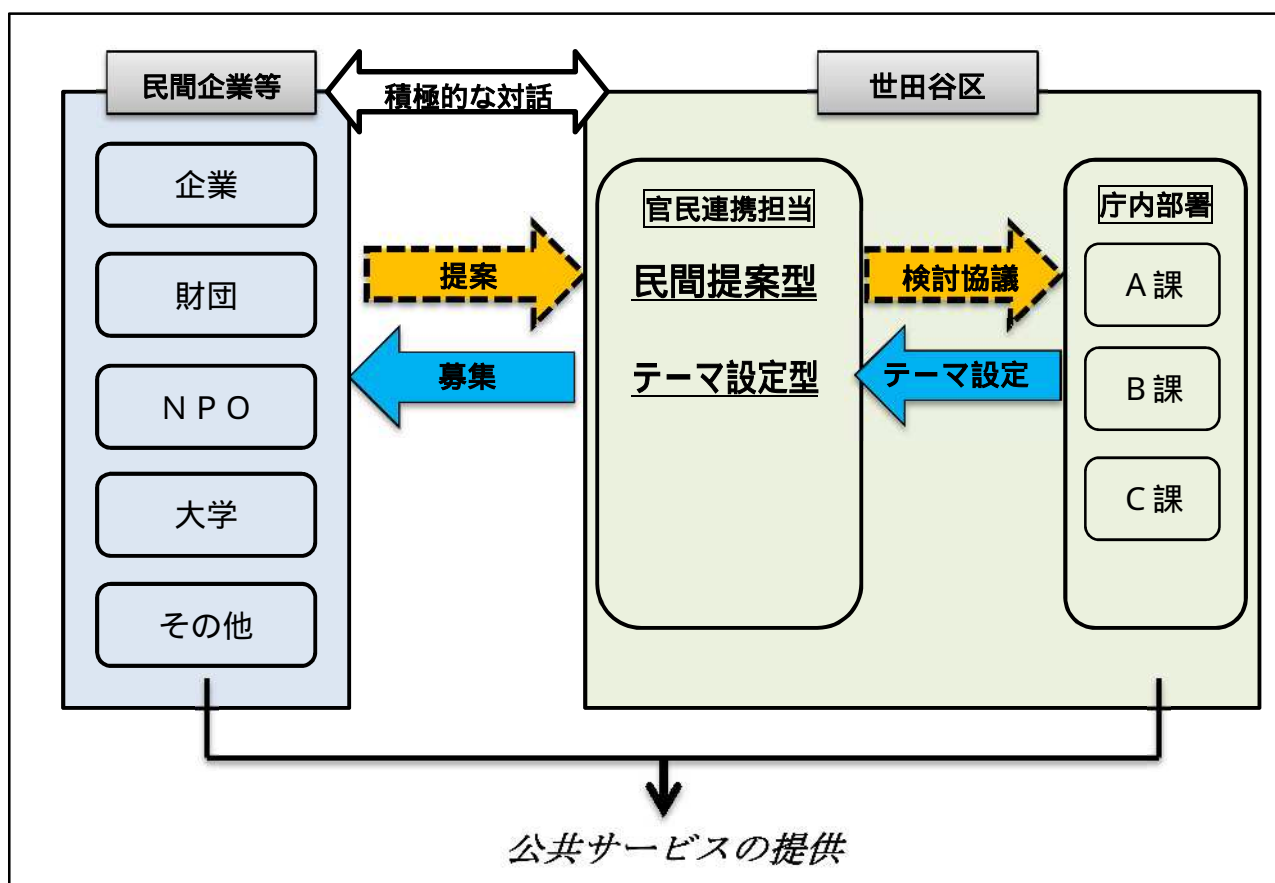 民間企業等
積極的な対話
世田谷区
企業
財団
ＮＰＯ
大学
その他
提案
募集
官民連携担当
民間提案型
テーマ設定型
検討協議
テーマ設定
庁内部署
Ａ課
Ｂ課
Ｃ課
公共サービスの提供